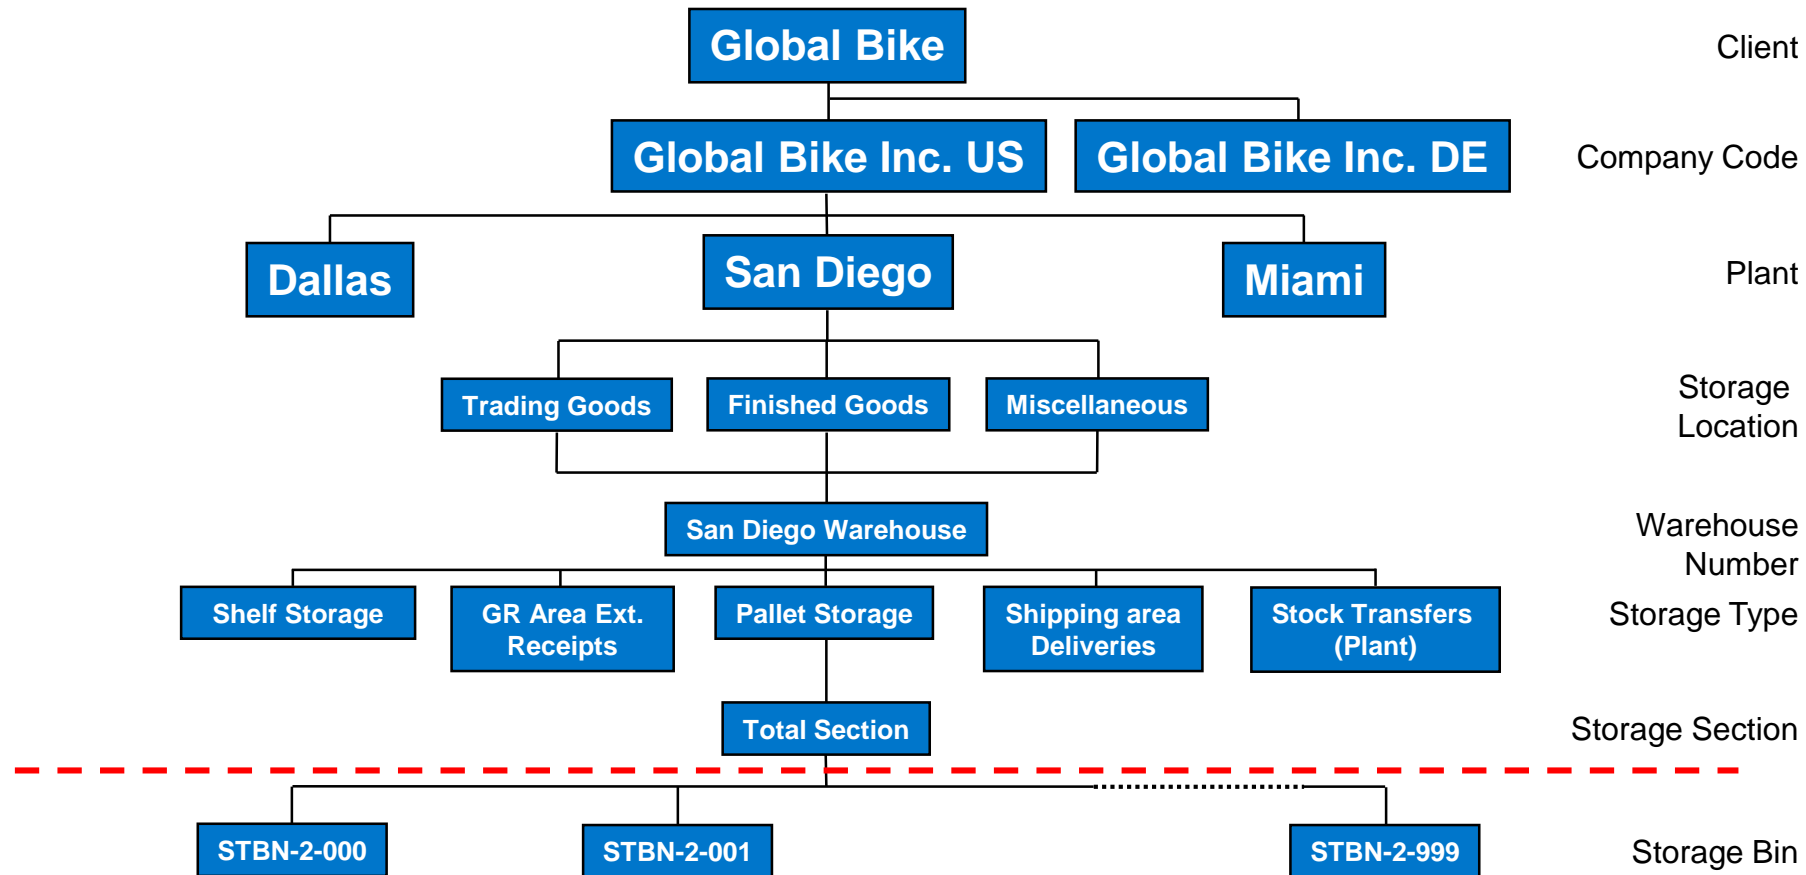 Global Bike
Client
Global Bike Inc. US
Global Bike Inc. DE
Company Code
Dallas
San Diego
Miami
Plant
Trading Goods
Finished Goods
Miscellaneous
Storage
Location
San Diego Warehouse
Warehouse
Number
Shelf Storage
GR Area Ext.
Receipts
Pallet Storage
Shipping area
Deliveries
Stock Transfers
(Plant)
Storage Type
Total Section
Storage Section
STBN-2-000
STBN-2-001
STBN-2-999
Storage Bin